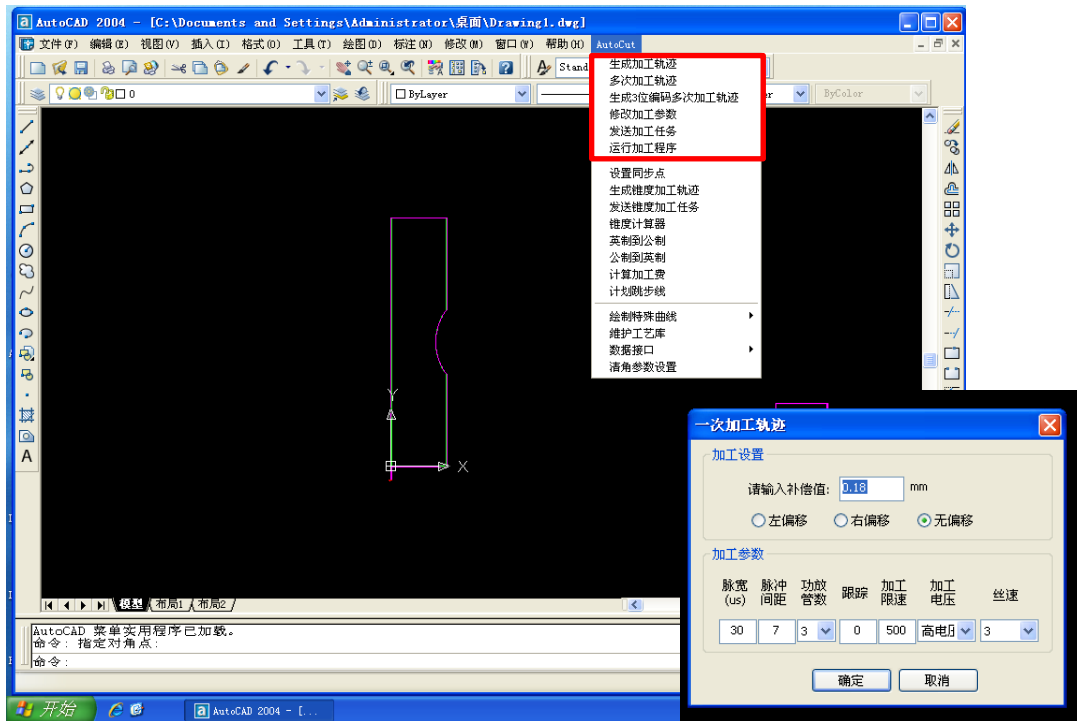 AutoCAD 2004 - [C:\Documents and Settings\Administrator\桌面\Drawing1.dwg]
文件(F) 编辑(E) 视图(V) 插入(I) 格式(O) 工具(T) 绘图(D) 标注(N) 修改(M) 窗口(W) 帮助(H) AutoCut
Stand
0 ByLayer ByColor
生成加工轨迹
多次加工轨迹
生成3位编码多次加工轨迹
修改加工参数
发送加工任务
运行加工程序
设置同步点
生成锥度加工轨迹
发送锥度加工任务
锥度计算器
英制到公制
公制到英制
计算加工费
计划跳步线
绘制特殊曲线
维护工艺库
数据接口
清角参数设置
Y
X
A
模型 布局1 布局2
AutoCAD 菜单实用程序已加载。
命令: 指定对角点:
命令:
开始 AutoCAD 2004 - [...
一次加工轨迹
加工设置
请输入补偿值: 0.18 mm
左偏移 右偏移 无偏移
加工参数
脉宽(us) 脉冲间距 功放管数 跟踪 加工限速 加工电压 丝速
30 7 3 0 500 高电压 3
确定 取消